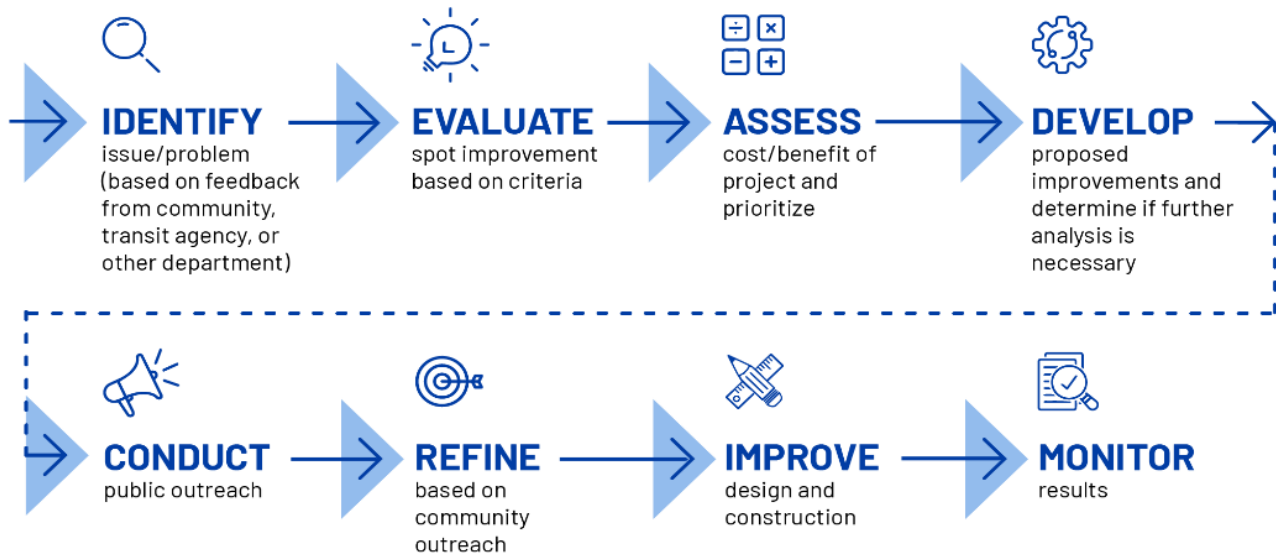 IDENTIFY
issue/problem
(based on feedback
from community,
transit agency, or
other department)
EVALUATE
spot improvement
based on criteria
ASSESS
cost/benefit of
project and
prioritize
DEVELOP
proposed
improvements and
determine if further
analysis is
necessary
CONDUCT
public outreach
REFINE
based on
community
outreach
IMPROVE
design and
construction
MONITOR
results